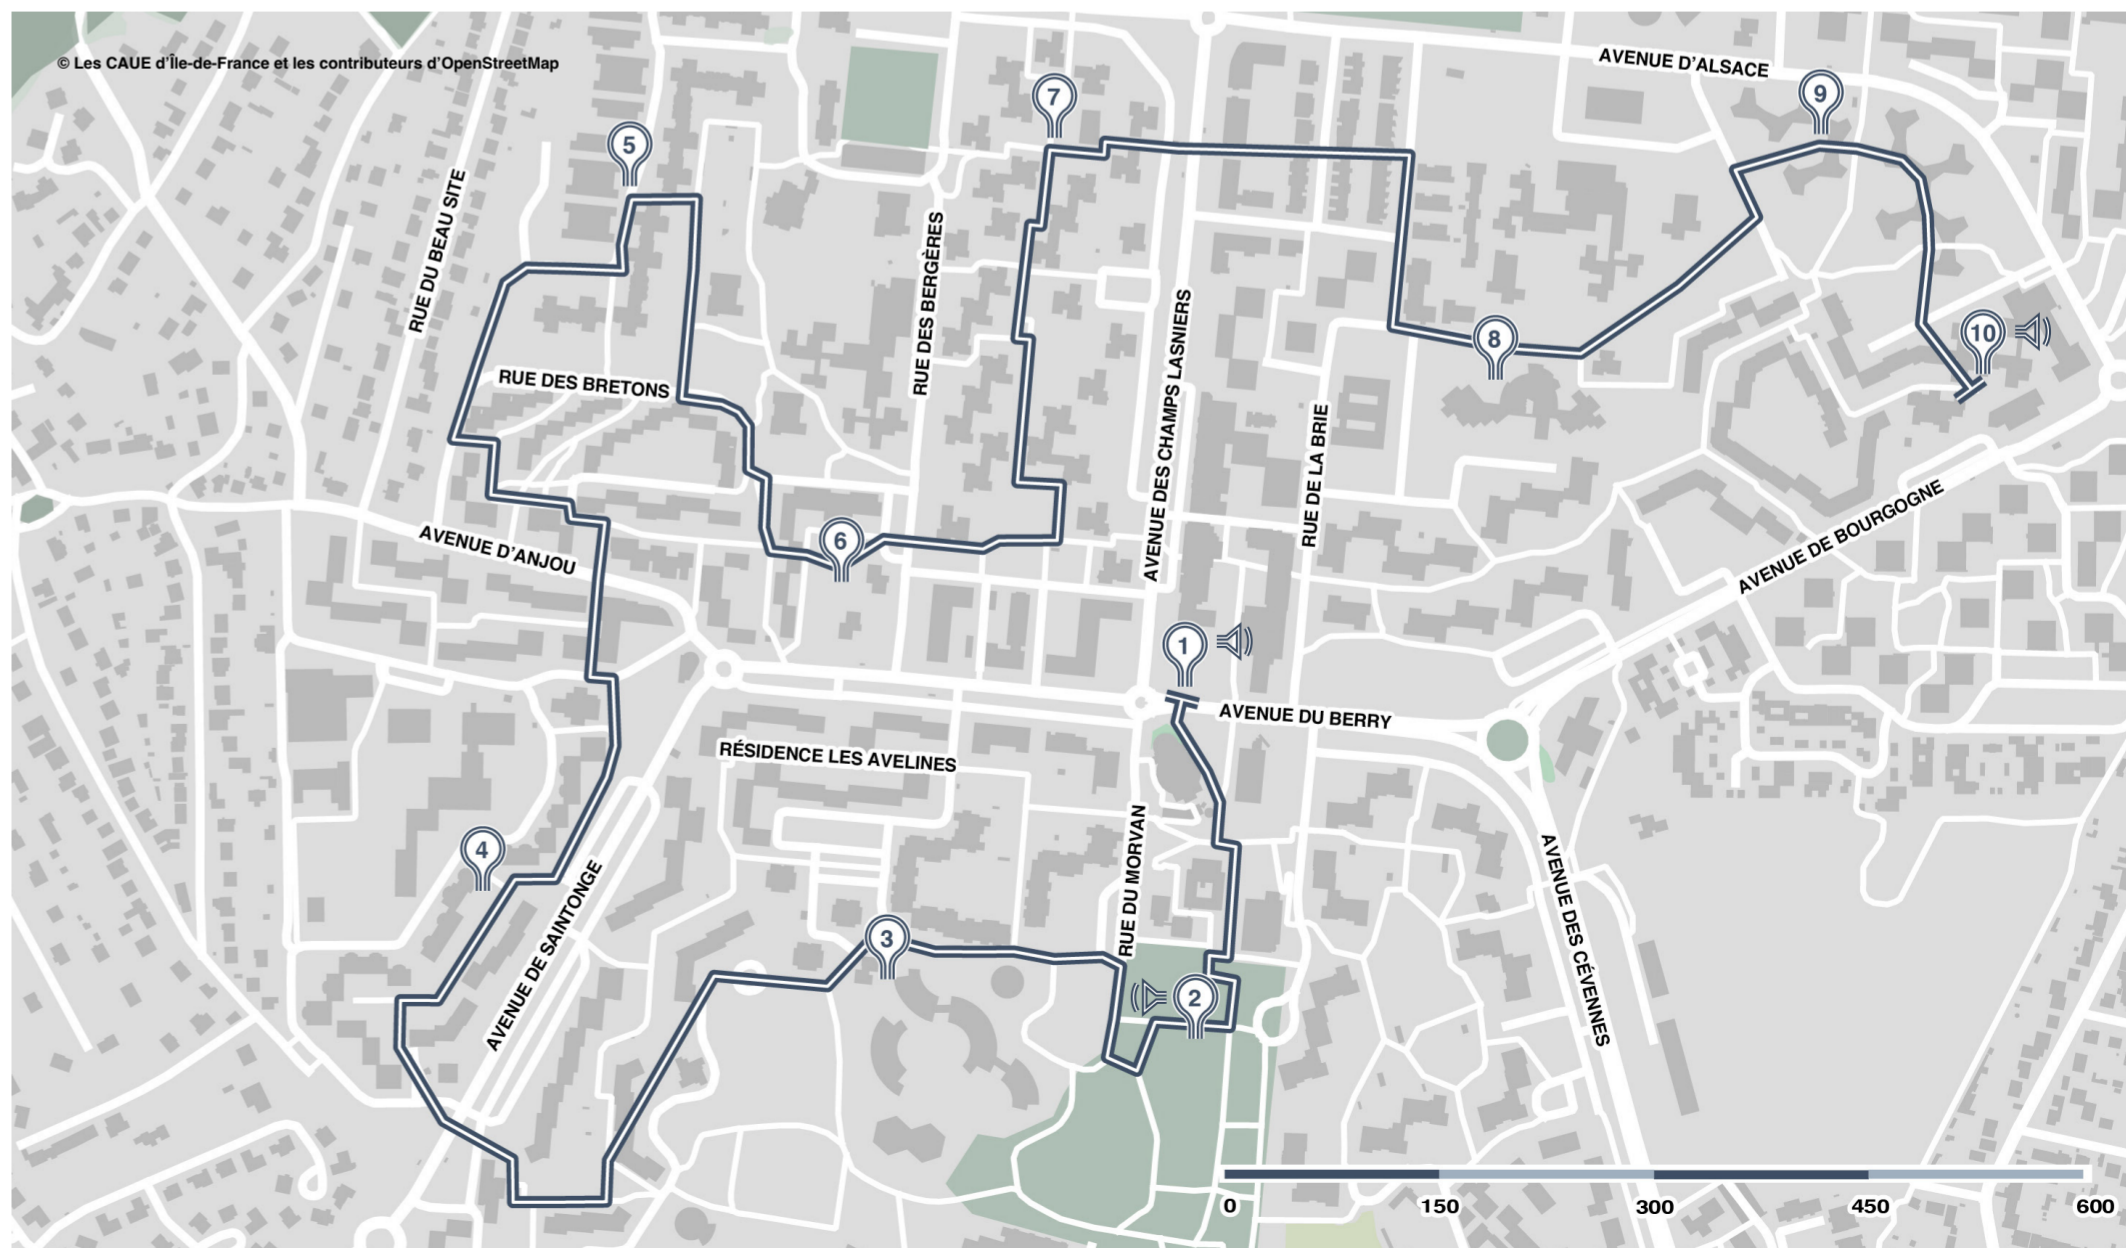 © Les CAUE d'Île-de-France et les contributeurs d'OpenStreetMap
AVENUE D'ALSACE
9
7
5
RUE DU BEAU SITE
RUE DES BERGÈRES
AVENUE DES CHAMPS LASNIERS
8
10
RUE DES BRETONS
RUE DE LA BRIE
AVENUE DE BOURGOGNE
AVENUE D'ANJOU
6
1
AVENUE DU BERRY
RÉSIDENCE LES AVELINES
RUE DU MORVAN
4
AVENUE DE SAINTONGE
AVENUE DES CÉVENNES
3
2
0 150 300 450 600